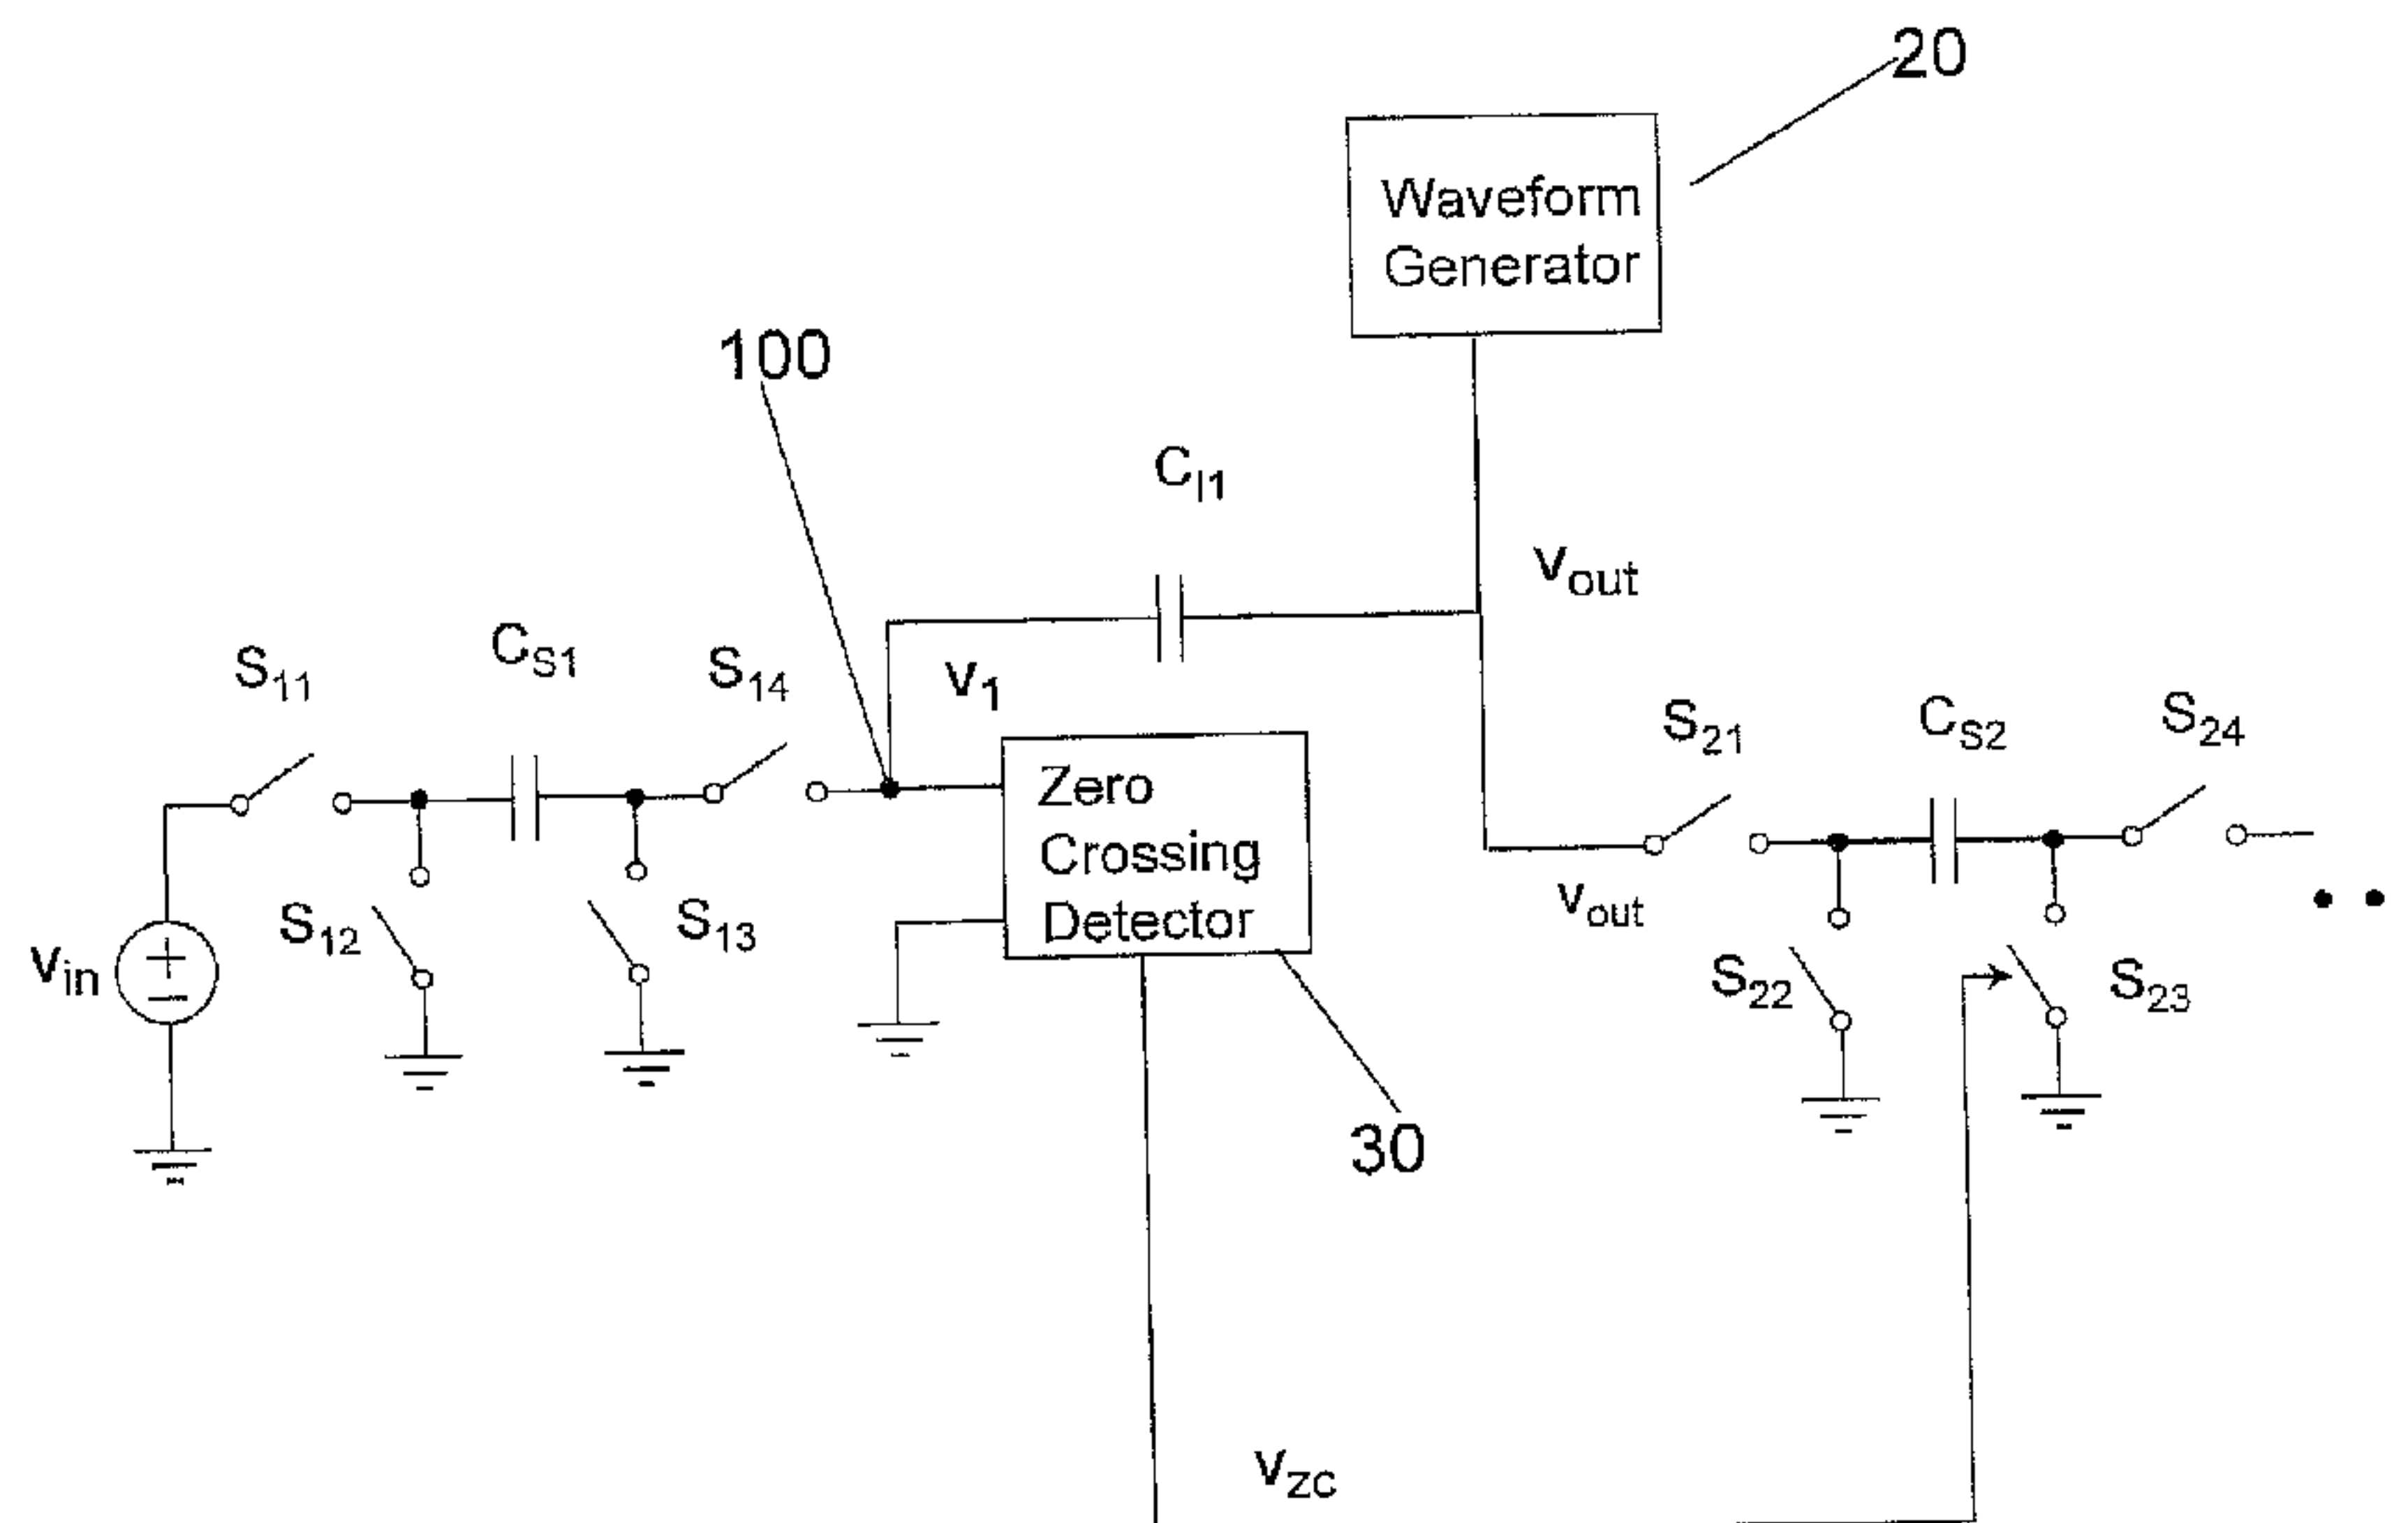 20
Waveform
Generator
100
C_I1
v_out
S_11
C_S1
S_14
v_1
S_21
C_S2
S_24
Zero
Crossing
Detector
v_in
+
−
S_12
S_13
v_out
S_22
S_23
30
v_zc